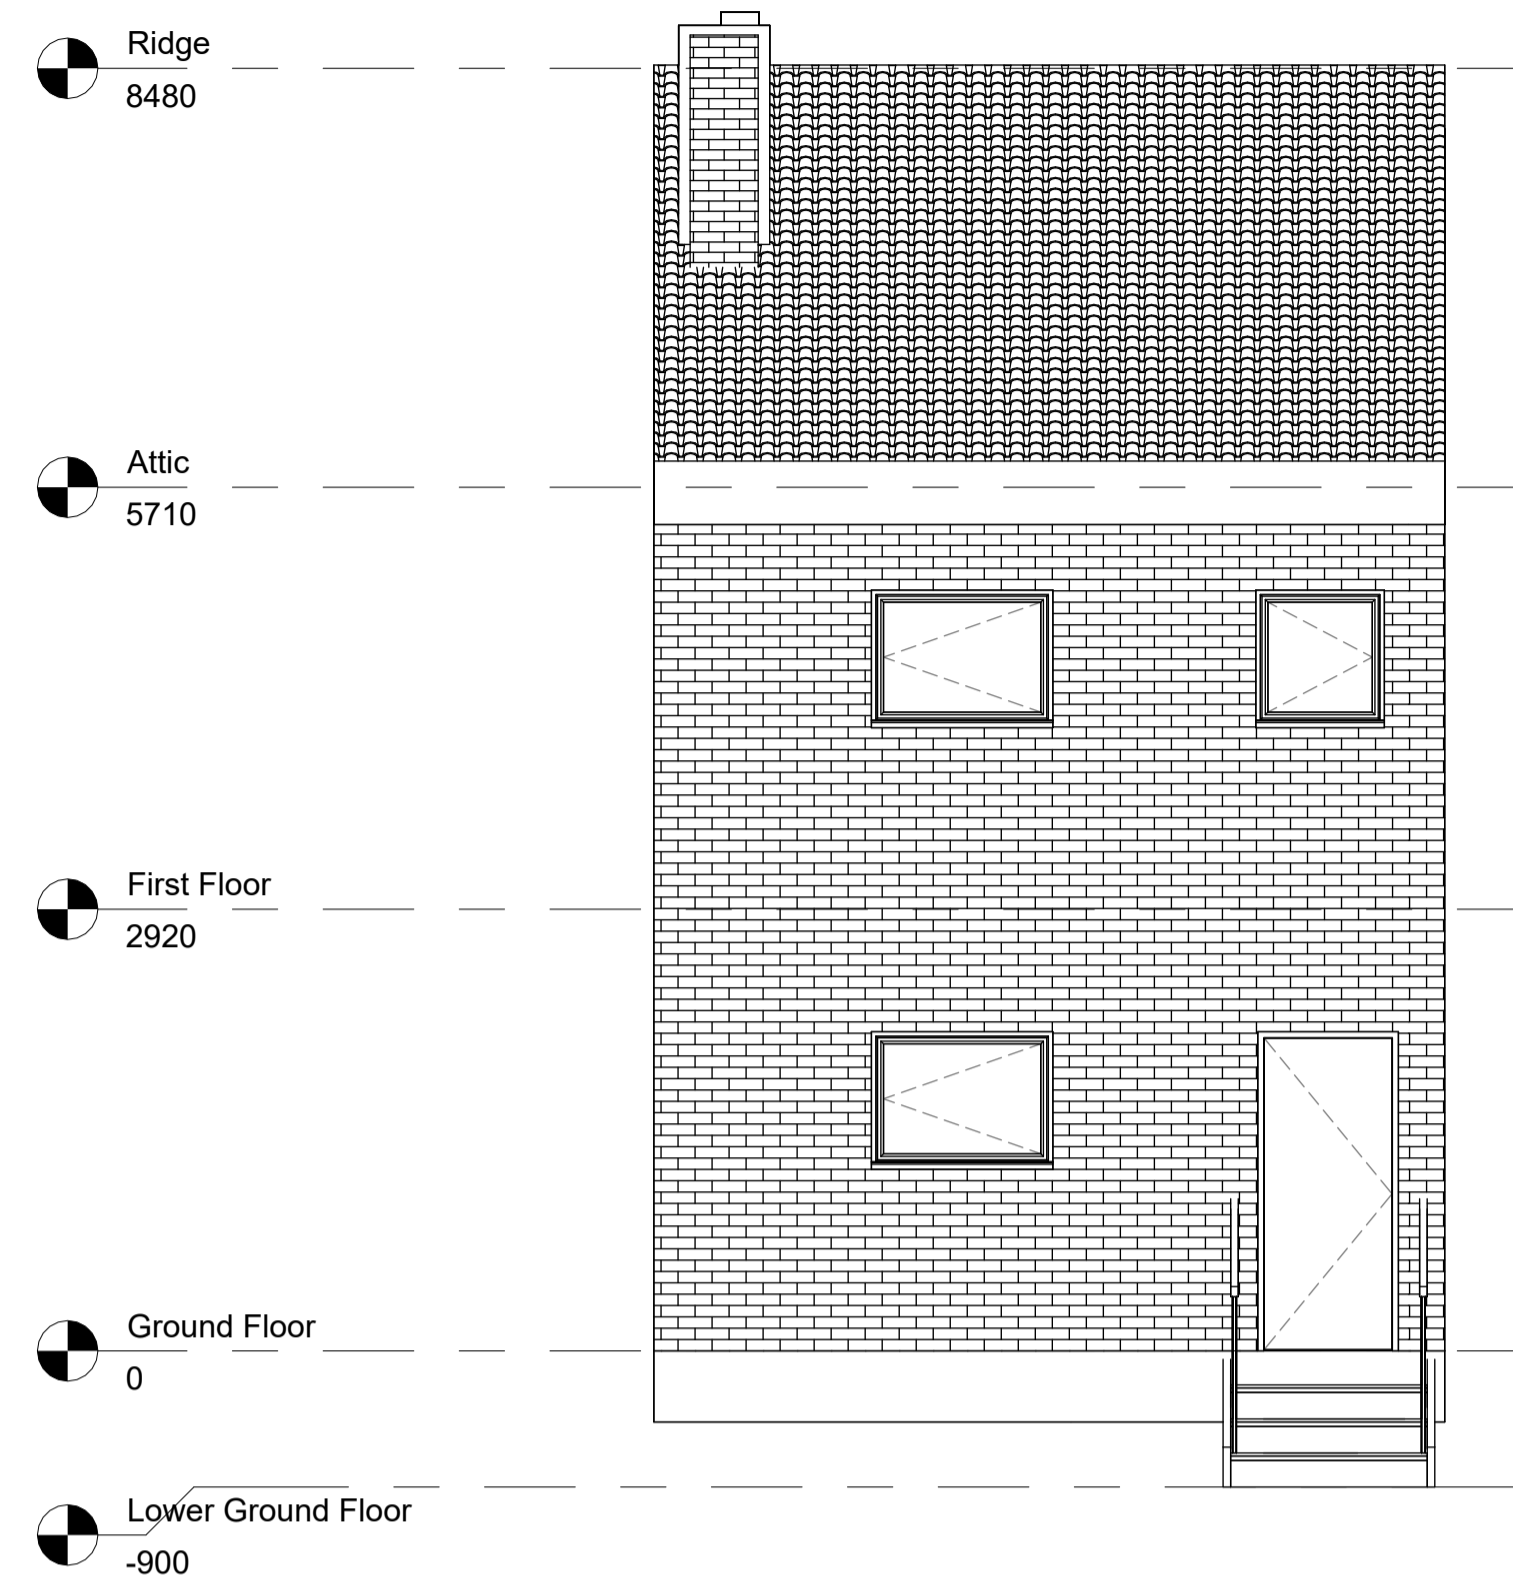 Ridge
8480
Attic
5710
First Floor
2920
Ground Floor
0
Lower Ground Floor
-900